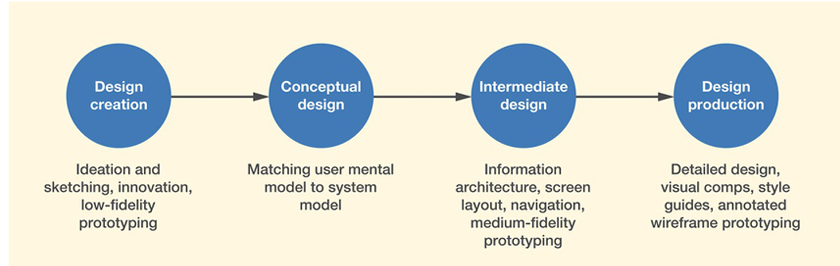 Design
creation
Conceptual
design
Intermediate
design
Design
production
Ideation and
sketching, innovation,
low-fidelity
prototyping
Matching user mental
model to system
model
Information
architecture, screen
layout, navigation,
medium-fidelity
prototyping
Detailed design,
visual comps, style
guides, annotated
wireframe prototyping